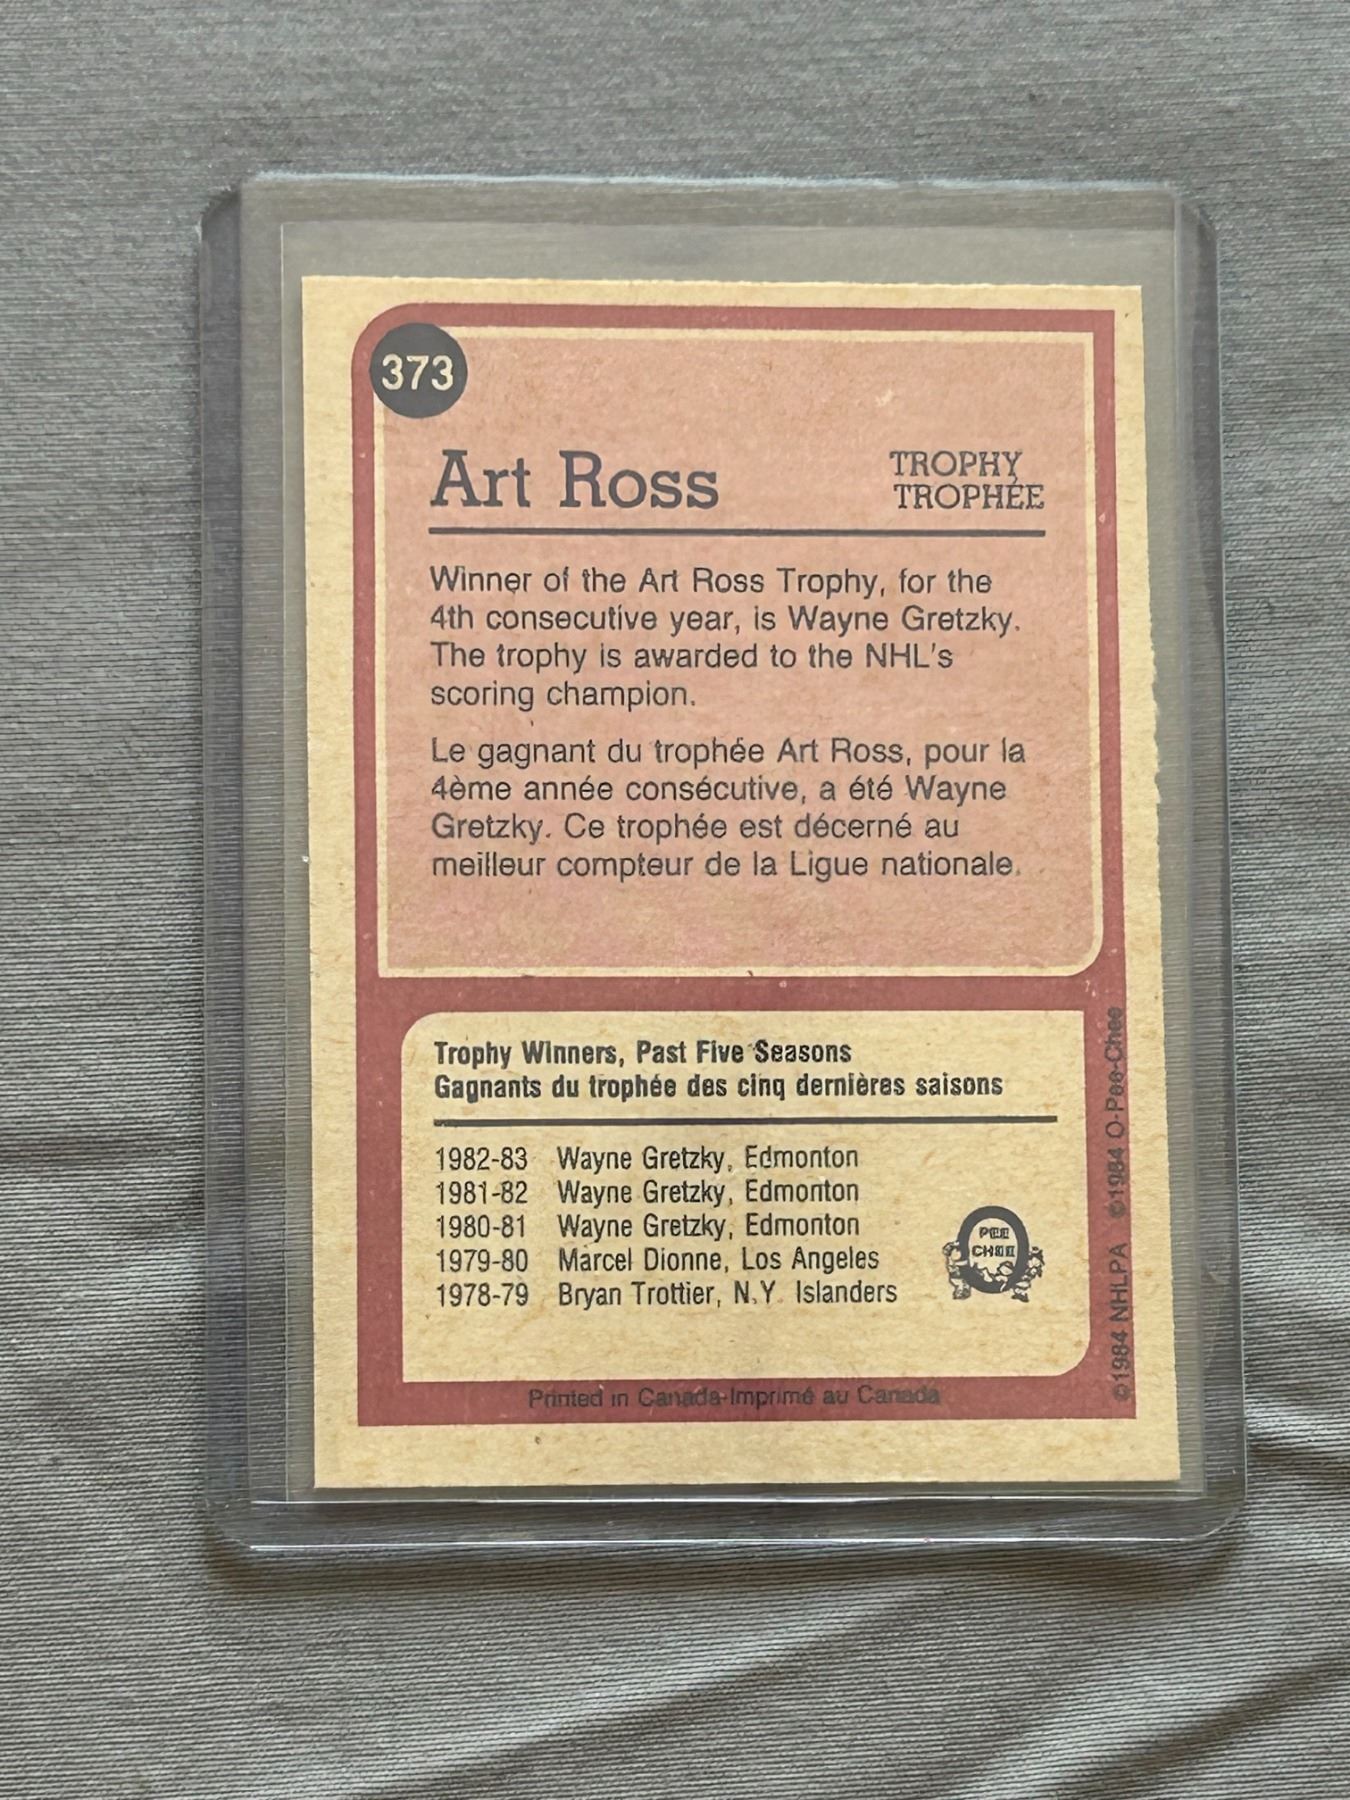 373
Art Ross
TROPHY
TROPHÉE
Winner of the Art Ross Trophy, for the
4th consecutive year, is Wayne Gretzky.
The trophy is awarded to the NHL's
scoring champion.
Le gagnant du trophée Art Ross, pour la
4ème année consécutive, a été Wayne
Gretzky. Ce trophée est décerné au
meilleur compteur de la Ligue nationale.
Trophy Winners, Past Five Seasons
Gagnants du trophée des cinq dernières saisons
1982-83 Wayne Gretzky, Edmonton
1981-82 Wayne Gretzky, Edmonton
1980-81 Wayne Gretzky, Edmonton
1979-80 Marcel Dionne, Los Angeles
1978-79 Bryan Trottier, N.Y. Islanders
PEE
CHEE
Printed in Canada-Imprimé au Canada
©1984 NHLPA ©1984 O-Pee-Chee